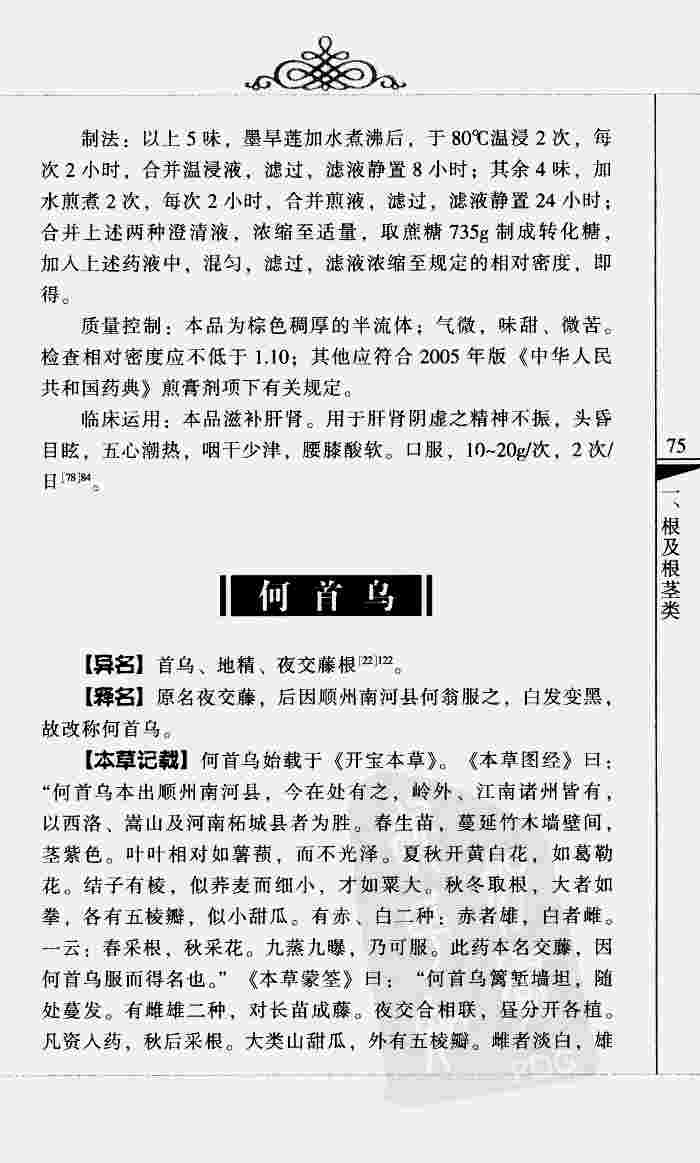 制法：以上 5 味，墨旱莲加水煮沸后，于 80℃温浸 2 次，每
次 2 小时，合并温浸液，滤过，滤液静置 8 小时；其余 4 味，加
水煎煮 2 次，每次 2 小时，合并煎液，滤过，滤液静置 24 小时；
合并上述两种澄清液，浓缩至适量，取蔗糖 735g 制成转化糖，
加入上述药液中，混匀，滤过，滤液浓缩至规定的相对密度，即
得。
质量控制：本品为棕色稠厚的半流体；气微，味甜、微苦。
检查相对密度应不低于 1.10；其他应符合 2005 年版《中华人民
共和国药典》煎膏剂项下有关规定。
临床运用：本品滋补肝肾。用于肝肾阴虚之精神不振，头昏
目眩，五心潮热，咽干少津，腰膝酸软。口服，10~20g/次，2 次/
日[78]84。
75
一、根及根茎类
何首乌
【异名】首乌、地精、夜交藤根[22]122。
【释名】原名夜交藤，后因顺州南河县何翁服之，白发变黑，
故改称何首乌。
【本草记载】何首乌始载于《开宝本草》。《本草图经》曰：
“何首乌本出顺州南河县，今在处有之，岭外、江南诸州皆有，
以西洛、嵩山及河南柘城县者为胜。春生苗，蔓延竹木墙壁间，
茎紫色。叶叶相对如薯蓣，而不光泽。夏秋开黄白花，如葛勒
花。结子有棱，似荞麦而细小，才如粟大。秋冬取根，大者如
拳，各有五棱瓣，似小甜瓜。有赤、白二种：赤者雄，白者雌。
一云：春采根，秋采花。九蒸九曝，乃可服。此药本名交藤，因
何首乌服而得名也。”《本草蒙筌》曰：“何首乌篱堑墙坦，随
处蔓发。有雌雄二种，对长苗成藤。夜交合相联，昼分开各植。
凡资入药，秋后采根。大类山甜瓜，外有五棱瓣。雌者淡白，雄
PDG